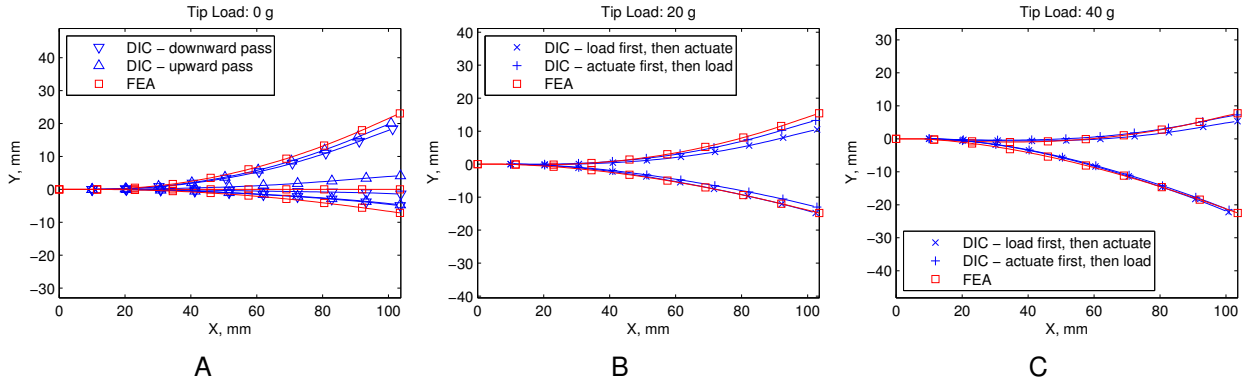 Tip Load: 0 g
40
30
20
10
0
−10
−20
−30
Y, mm
DIC − downward pass
DIC − upward pass
FEA
0 20 40 60 80 100
X, mm
A
Tip Load: 20 g
40
30
20
10
0
−10
−20
−30
−40
Y, mm
DIC − load first, then actuate
DIC − actuate first, then load
FEA
0 20 40 60 80 100
X, mm
B
Tip Load: 40 g
30
20
10
0
−10
−20
−30
−40
Y, mm
DIC − load first, then actuate
DIC − actuate first, then load
FEA
0 20 40 60 80 100
X, mm
C